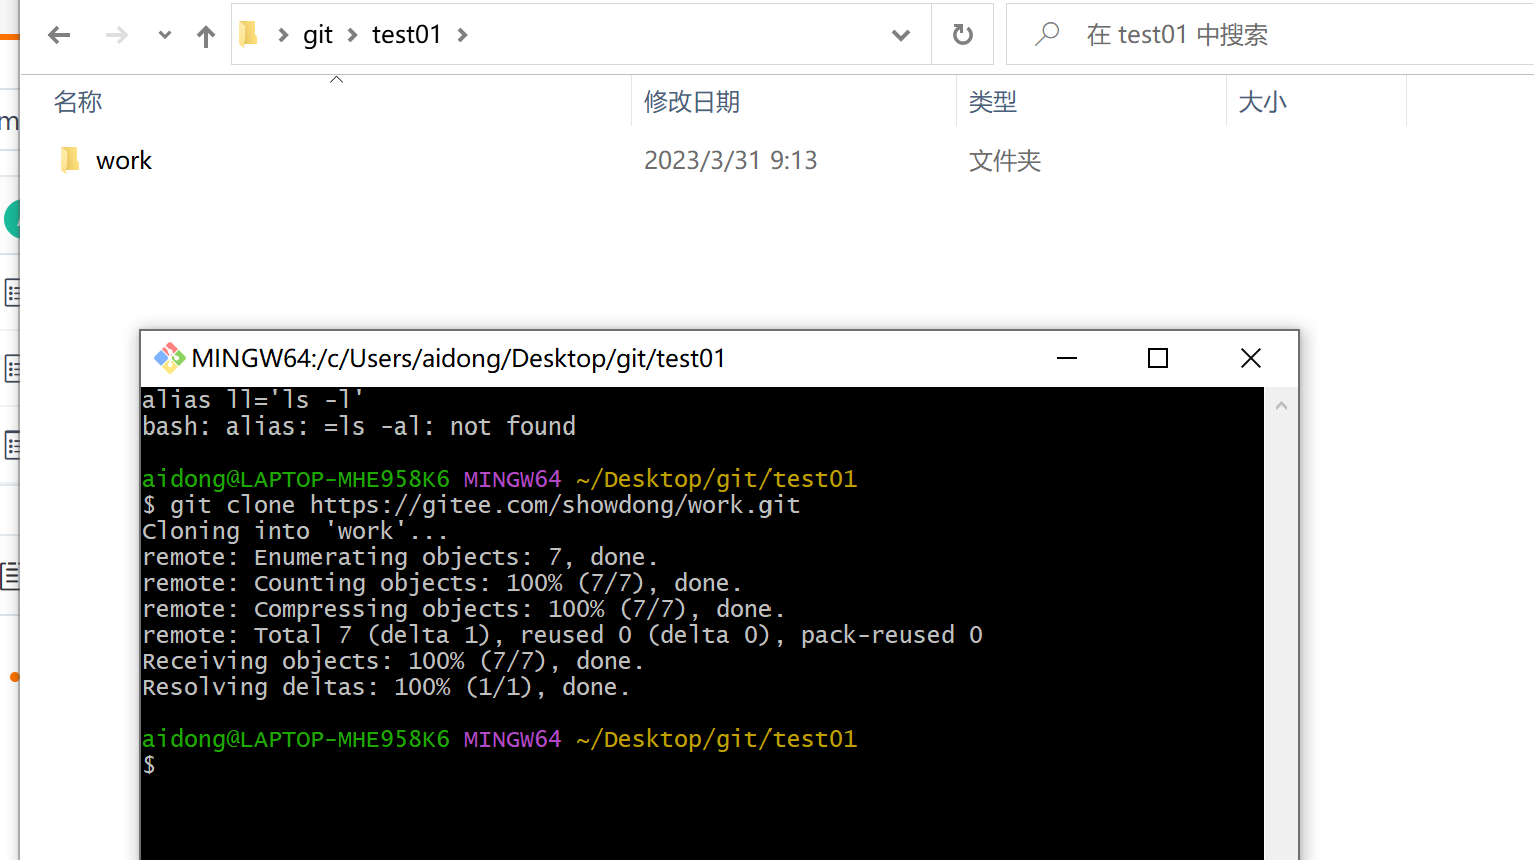 git test01
在 test01 中搜索
名称 修改日期 类型 大小
work 2023/3/31 9:13 文件夹
MINGW64:/c/Users/aidong/Desktop/git/test01
alias ll='ls -l'
bash: alias: =ls -al: not found
aidong@LAPTOP-MHE958K6 MINGW64 ~/Desktop/git/test01
$ git clone https://gitee.com/showdong/work.git
Cloning into 'work'...
remote: Enumerating objects: 7, done.
remote: Counting objects: 100% (7/7), done.
remote: Compressing objects: 100% (7/7), done.
remote: Total 7 (delta 1), reused 0 (delta 0), pack-reused 0
Receiving objects: 100% (7/7), done.
Resolving deltas: 100% (1/1), done.
aidong@LAPTOP-MHE958K6 MINGW64 ~/Desktop/git/test01
$